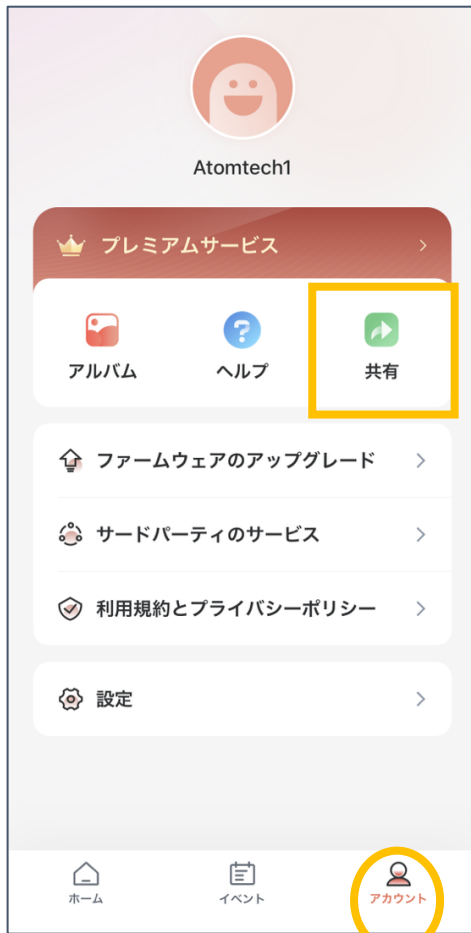 Atomtech1
プレミアムサービス
アルバム
ヘルプ
共有
ファームウェアのアップグレード
サードパーティのサービス
利用規約とプライバシーポリシー
設定
ホーム
イベント
アカウント